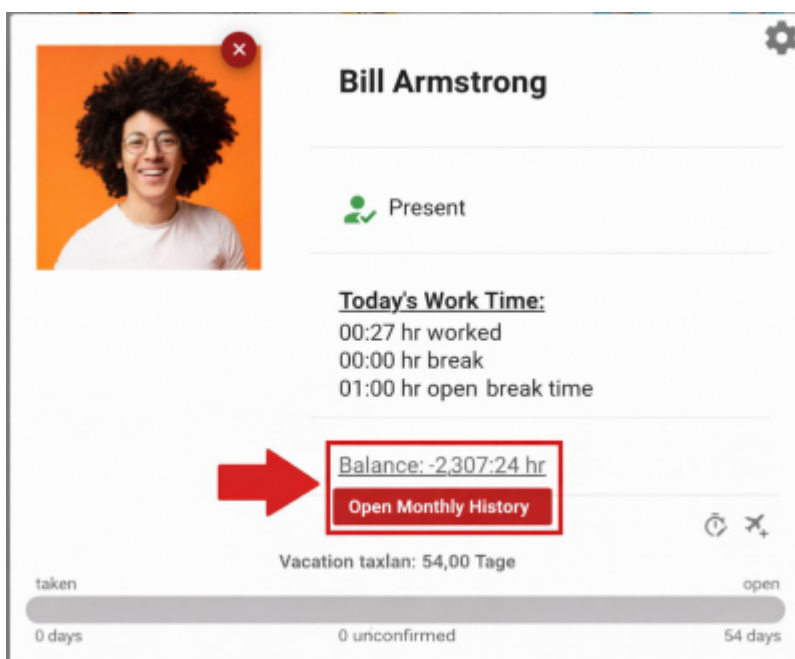 Bill Armstrong
Present
Today's Work Time:
00:27 hr worked
00:00 hr break
01:00 hr open break time
Balance: -2,307:24 hr
Open Monthly History
Vacation taxlan: 54,00 Tage
taken open
0 days 0 unconfirmed 54 days